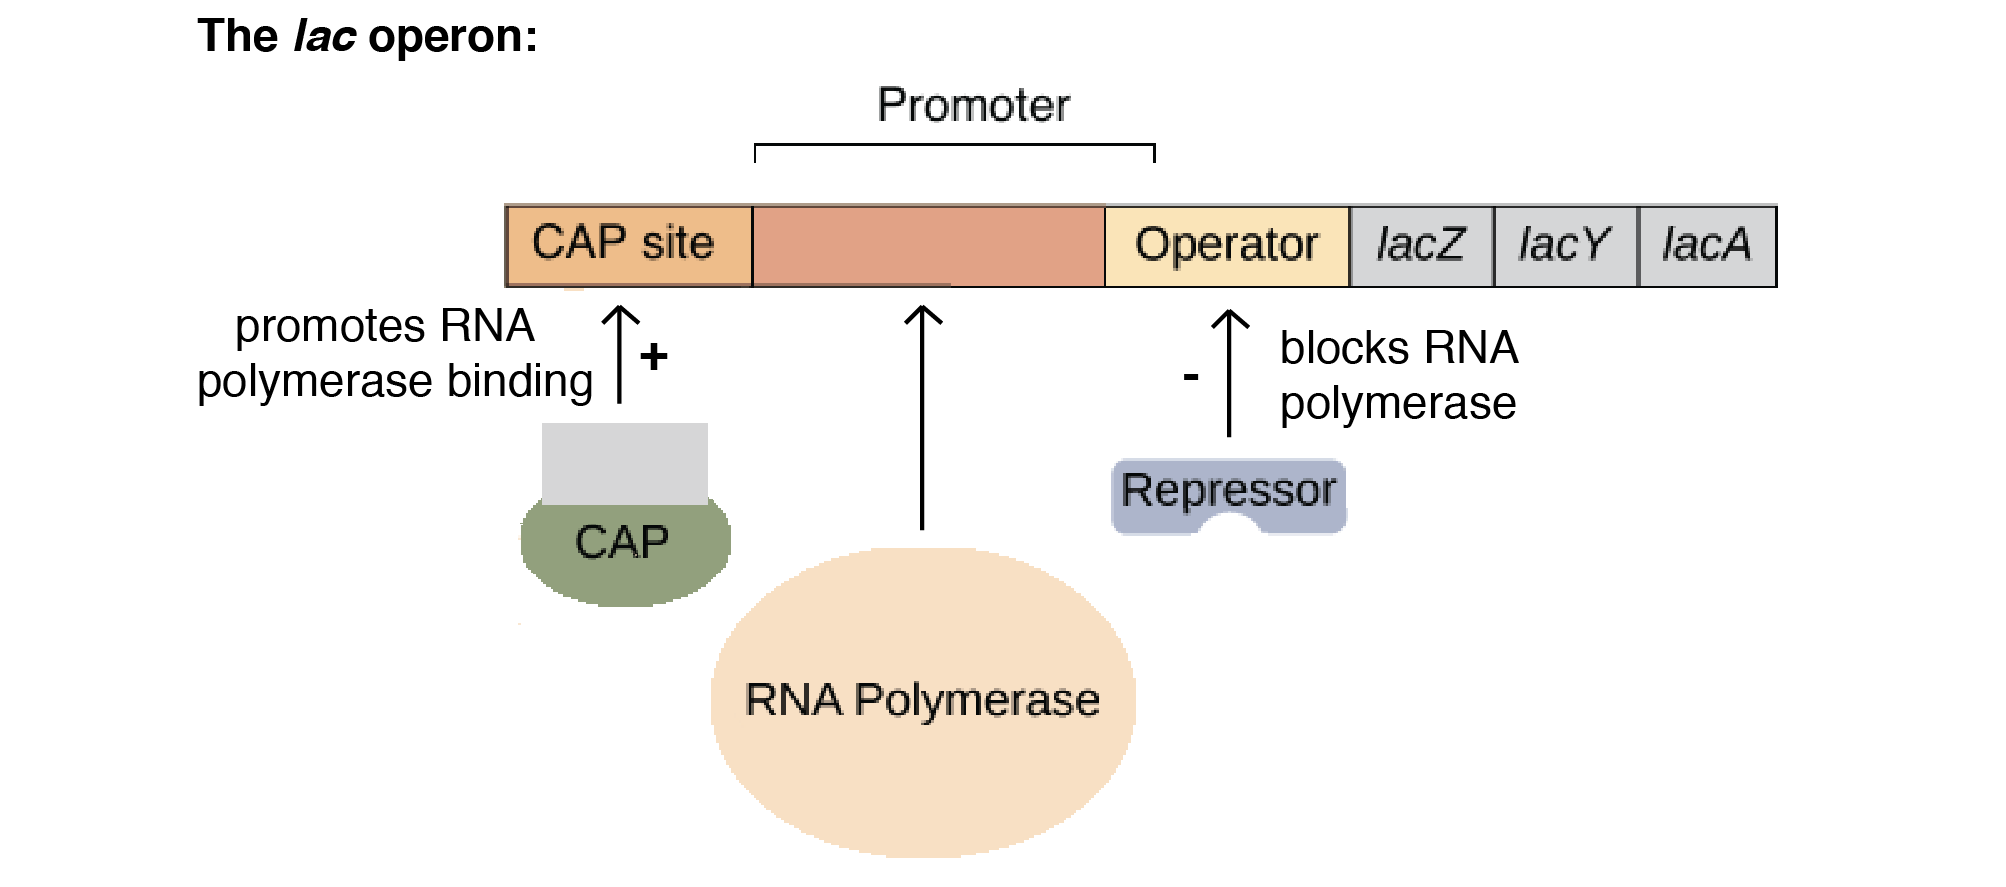 The lac operon:
Promoter
CAP site
Operator
lacZ
lacY
lacA
promotes RNA
polymerase binding
+
-
blocks RNA
polymerase
CAP
Repressor
RNA Polymerase